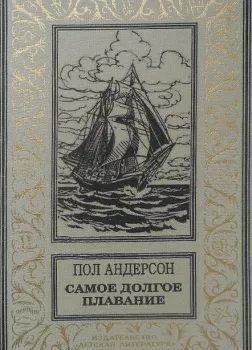 ПОЛ АНДЕРСОН
САМОЕ ДОЛГОЕ
ПЛАВАНИЕ
ИЗДАТЕЛЬСТВО
«ДЕТСКАЯ ЛИТЕРАТУРА»